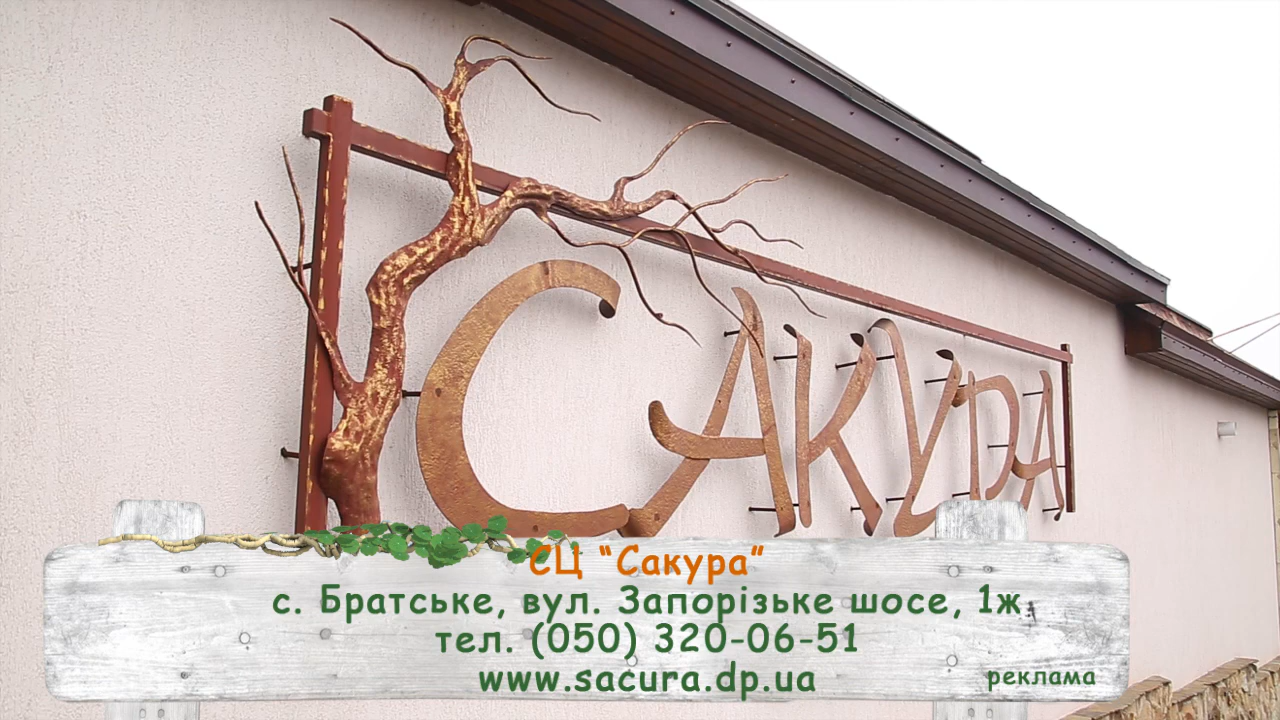 САКУРА
СЦ “Сакура”
с. Братське, вул. Запорізьке шосе, 1ж
тел. (050) 320-06-51
www.sacura.dp.ua
реклама